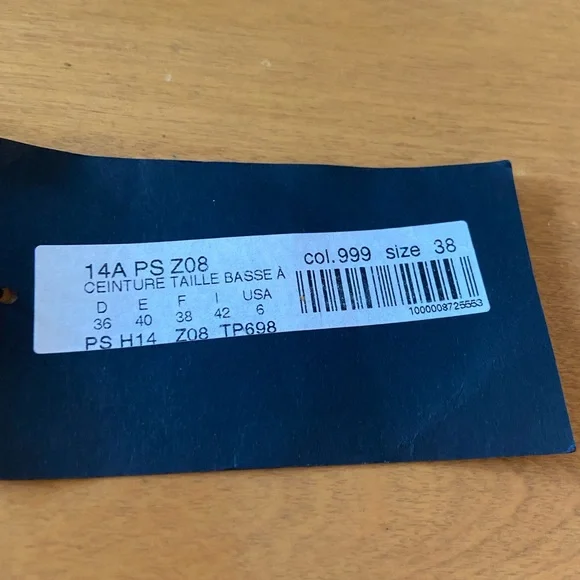 14A PS Z08
CEINTURE TAILLE BASSE À
D E F I USA
36 40 38 42 6
PS H14 Z08 TP698
col.999 size 38
1000008725553